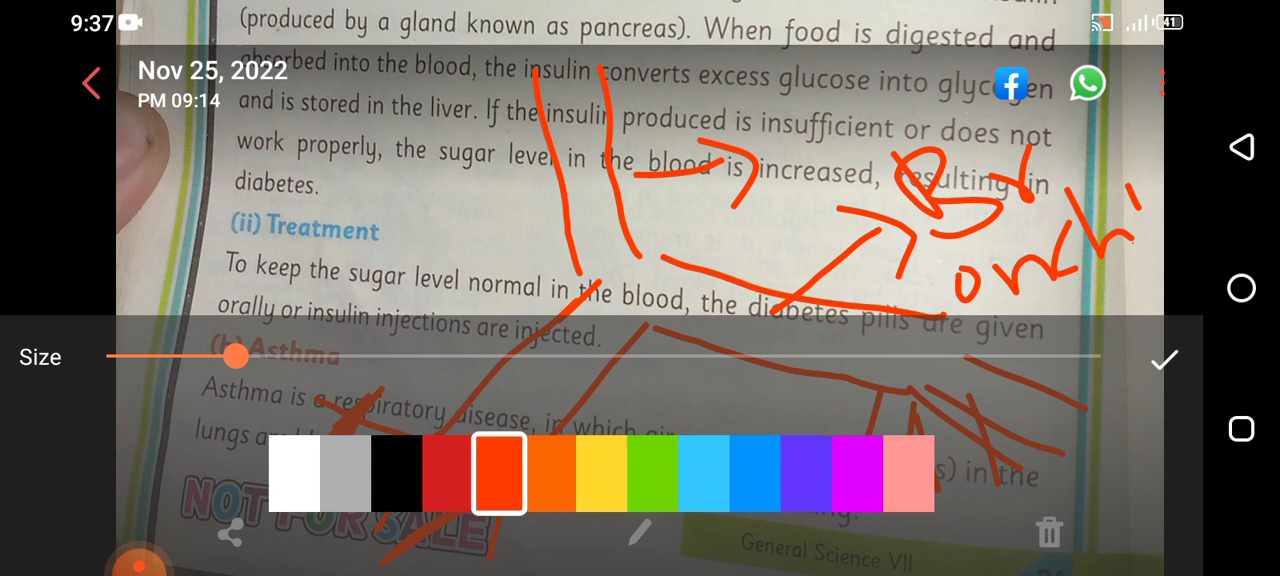 9:37
41
(produced by a gland known as pancreas). When food is digested and
Nov 25, 2022
absorbed into the blood, the insulin converts excess glucose into glycogen
PM 09:14
and is stored in the liver. If the insulin produced is insufficient or does not
work properly, the sugar level in the blood is increased, resulting in
diabetes.
(ii) Treatment
To keep the sugar level normal in the blood, the diabetes pills are given
orally or insulin injections are injected.
Size
(b) Asthma
Asthma is a respiratory disease, in which air
lungs
s) in the
NOT FOR SALE
General Science VII